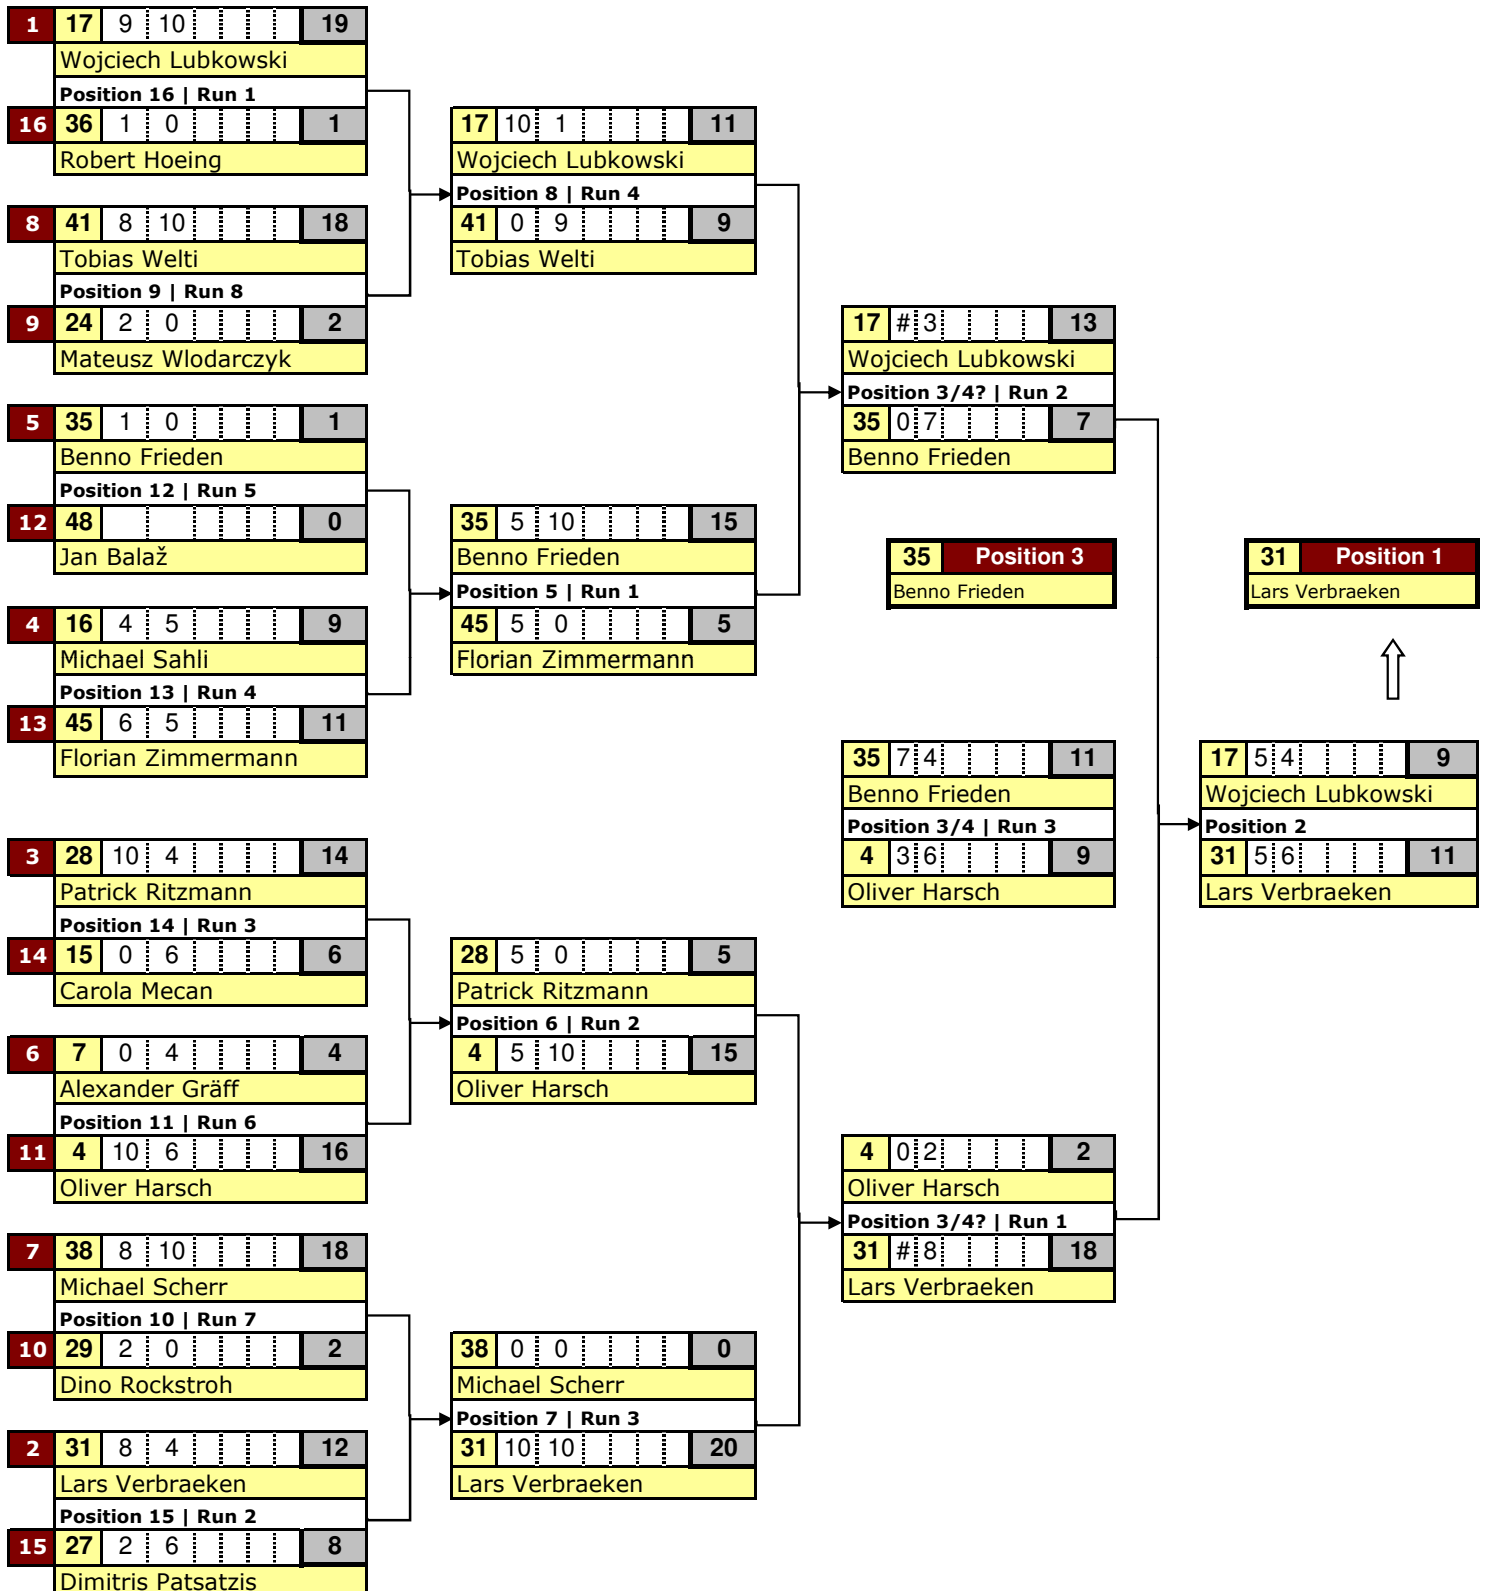 1 17 9 10 19
Wojciech Lubkowski
Position 16 | Run 1
16 36 1 0 1
Robert Hoeing
8 41 8 10 18
Tobias Welti
Position 9 | Run 8
9 24 2 0 2
Mateusz Wlodarczyk
5 35 1 0 1
Benno Frieden
Position 12 | Run 5
12 48 0
Jan Balaž
4 16 4 5 9
Michael Sahli
Position 13 | Run 4
13 45 6 5 11
Florian Zimmermann
3 28 10 4 14
Patrick Ritzmann
Position 14 | Run 3
14 15 0 6 6
Carola Mecan
6 7 0 4 4
Alexander Gräff
Position 11 | Run 6
11 4 10 6 16
Oliver Harsch
7 38 8 10 18
Michael Scherr
Position 10 | Run 7
10 29 2 0 2
Dino Rockstroh
2 31 8 4 12
Lars Verbraeken
Position 15 | Run 2
15 27 2 6 8
Dimitris Patsatzis
17 10 1 11
Wojciech Lubkowski
Position 8 | Run 4
41 0 9 9
Tobias Welti
35 5 10 15
Benno Frieden
Position 5 | Run 1
45 5 0 5
Florian Zimmermann
28 5 0 5
Patrick Ritzmann
Position 6 | Run 2
4 5 10 15
Oliver Harsch
38 0 0 0
Michael Scherr
Position 7 | Run 3
31 10 10 20
Lars Verbraeken
17 # 3 13
Wojciech Lubkowski
Position 3/4? | Run 2
35 0 7 7
Benno Frieden
35 Position 3
Benno Frieden
35 7 4 11
Benno Frieden
Position 3/4 | Run 3
4 3 6 9
Oliver Harsch
4 0 2 2
Oliver Harsch
Position 3/4? | Run 1
31 # 8 18
Lars Verbraeken
31 Position 1
Lars Verbraeken
17 5 4 9
Wojciech Lubkowski
Position 2
31 5 6 11
Lars Verbraeken